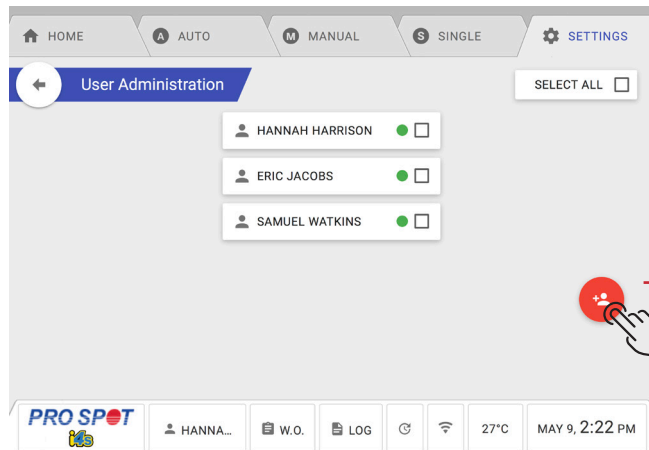 HOME
A AUTO
M MANUAL
S SINGLE
SETTINGS
User Administration
SELECT ALL
HANNAH HARRISON
ERIC JACOBS
SAMUEL WATKINS
PRO SPOT
i4s
HANNA...
W.O.
LOG
27°C
MAY 9, 2:22 PM